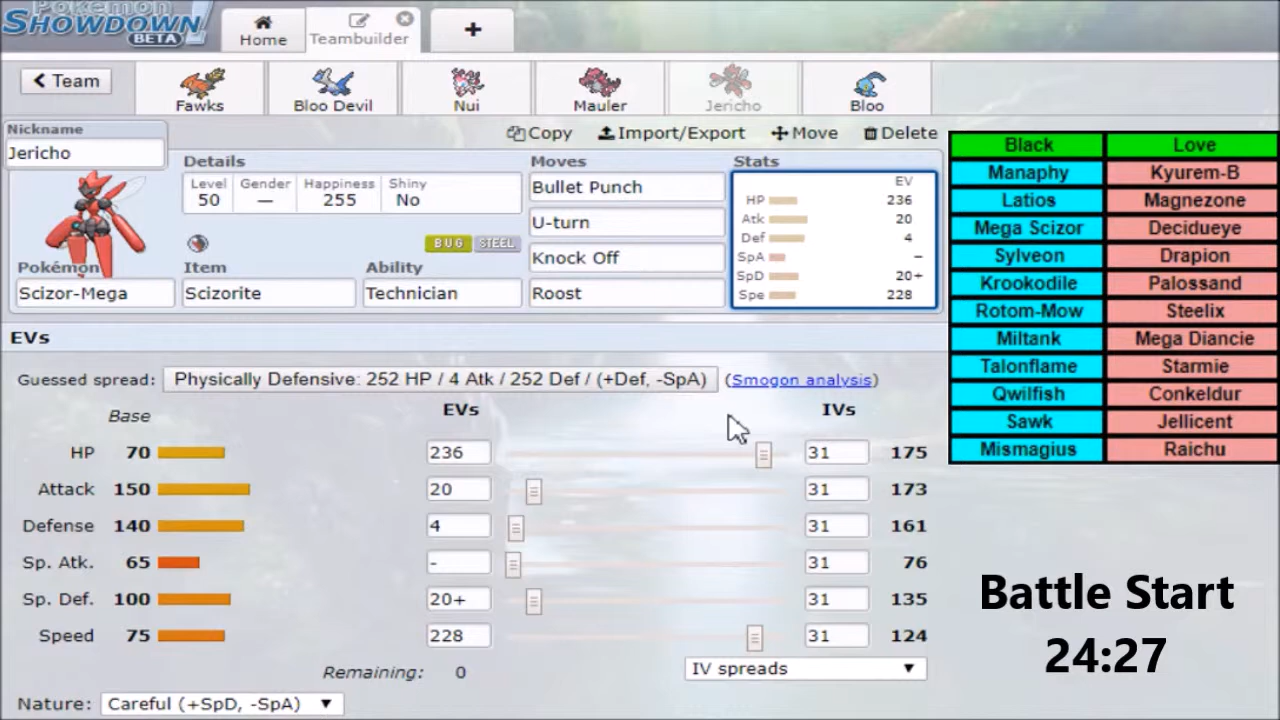 Pokémon
SHOWDOWN!
BETA
Home
Teambuilder
+
< Team
Fawks
Bloo Devil
Nui
Mauler
Jericho
Bloo
Copy Import/Export Move Delete
Nickname
Jericho
Details
Level Gender Happiness Shiny
50 — 255 No
BUG STEEL
Pokémon Item Ability
Scizor-Mega Scizorite Technician
Moves
Bullet Punch
U-turn
Knock Off
Roost
Stats
EV
HP 236
Atk 20
Def 4
SpA –
SpD 20+
Spe 228
Black Love
Manaphy Kyurem-B
Latios Magnezone
Mega Scizor Decidueye
Sylveon Drapion
Krookodile Palossand
Rotom-Mow Steelix
Miltank Mega Diancie
Talonflame Starmie
Qwilfish Conkeldur
Sawk Jellicent
Mismagius Raichu
EVs
Guessed spread: Physically Defensive: 252 HP / 4 Atk / 252 Def / (+Def, -SpA) (Smogon analysis)
Base EVs IVs
HP 70 236 31 175
Attack 150 20 31 173
Defense 140 4 31 161
Sp. Atk. 65 - 31 76
Sp. Def. 100 20+ 31 135
Speed 75 228 31 124
Remaining: 0
IV spreads
Nature: Careful (+SpD, -SpA)
Battle Start
24:27